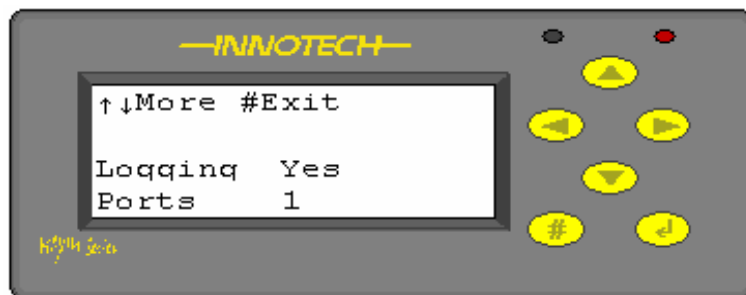 INNOTECH
↑↓More #Exit
Logging Yes
Ports 1
#